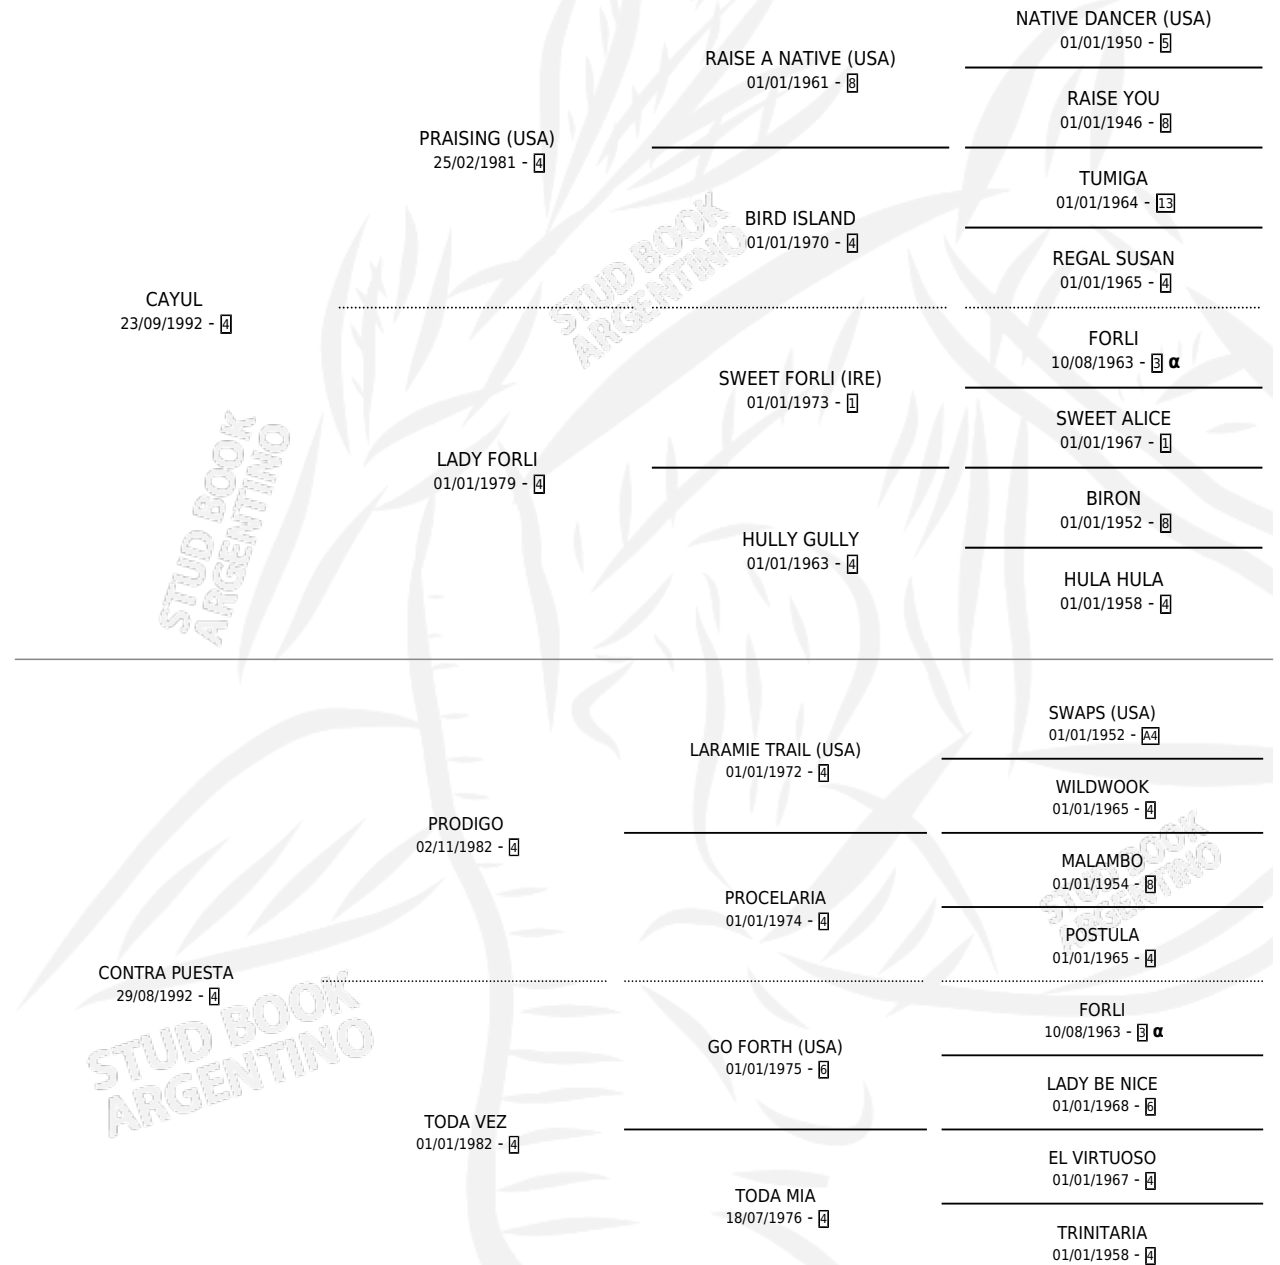 NATIVE DANCER (USA)
01/01/1950 - 5
RAISE A NATIVE (USA)
01/01/1961 - 8
RAISE YOU
01/01/1946 - 8
PRAISING (USA)
25/02/1981 - 4
TUMIGA
01/01/1964 - 13
BIRD ISLAND
01/01/1970 - 4
REGAL SUSAN
01/01/1965 - 4
CAYUL
23/09/1992 - 4
FORLI
10/08/1963 - 3 α
SWEET FORLI (IRE)
01/01/1973 - 1
SWEET ALICE
01/01/1967 - 1
LADY FORLI
01/01/1979 - 4
BIRON
01/01/1952 - 8
HULLY GULLY
01/01/1963 - 4
HULA HULA
01/01/1958 - 4
SWAPS (USA)
01/01/1952 - A4
LARAMIE TRAIL (USA)
01/01/1972 - 4
WILDWOOK
01/01/1965 - 4
PRODIGO
02/11/1982 - 4
MALAMBO
01/01/1954 - 8
PROCELARIA
01/01/1974 - 4
POSTULA
01/01/1965 - 4
CONTRA PUESTA
29/08/1992 - 4
FORLI
10/08/1963 - 3 α
GO FORTH (USA)
01/01/1975 - 6
LADY BE NICE
01/01/1968 - 6
TODA VEZ
01/01/1982 - 4
EL VIRTUOSO
01/01/1967 - 4
TODA MIA
18/07/1976 - 4
TRINITARIA
01/01/1958 - 4
STUD BOOK
ARGENTINO
STUD BOOK
ARGENTINO
STUD BOOK
ARGENTINO
STUD BOOK
ARGENTINO